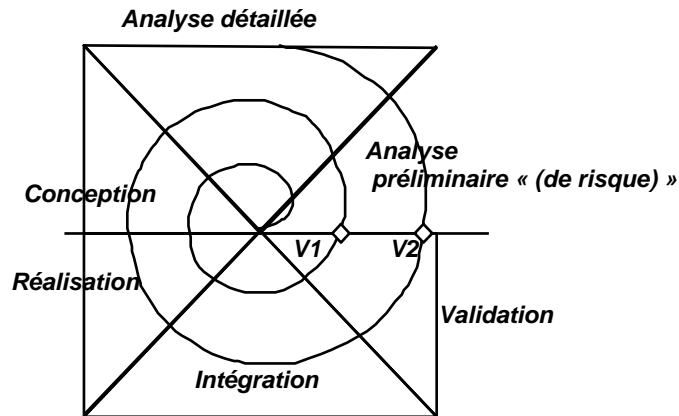 Analyse détaillée
Analyse
préliminaire « (de risque) »
Conception
V1
V2
Réalisation
Validation
Intégration